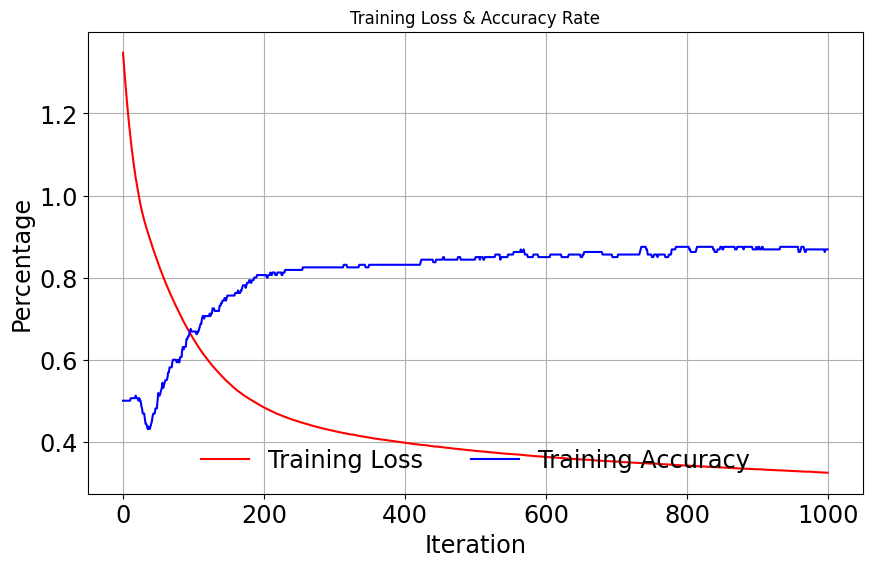 Training Loss & Accuracy Rate
Percentage
1.2
1.0
0.8
0.6
0.4
Training Loss
Training Accuracy
0
200
400
600
800
1000
Iteration